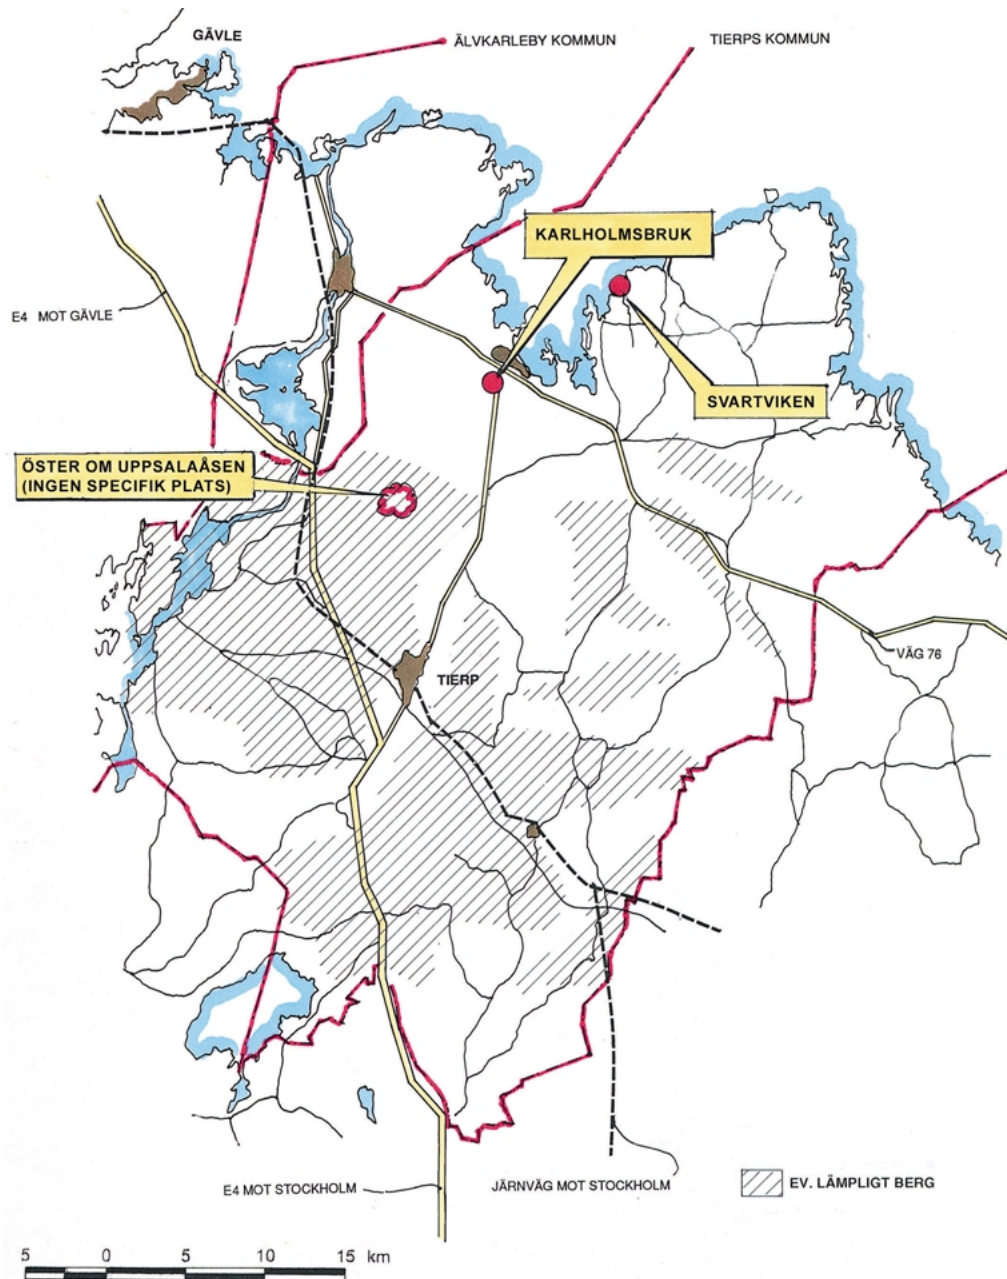 GÄVLE
ÄLVKARLEBY KOMMUN
TIERPS KOMMUN
KARLHOLMSBRUK
E4 MOT GÄVLE
SVARTVIKEN
ÖSTER OM UPPSALAÅSEN
(INGEN SPECIFIK PLATS)
VÄG 76
TIERP
E4 MOT STOCKHOLM
JÄRNVÄG MOT STOCKHOLM
EV. LÄMPLIGT BERG
5 0 5 10 15 km